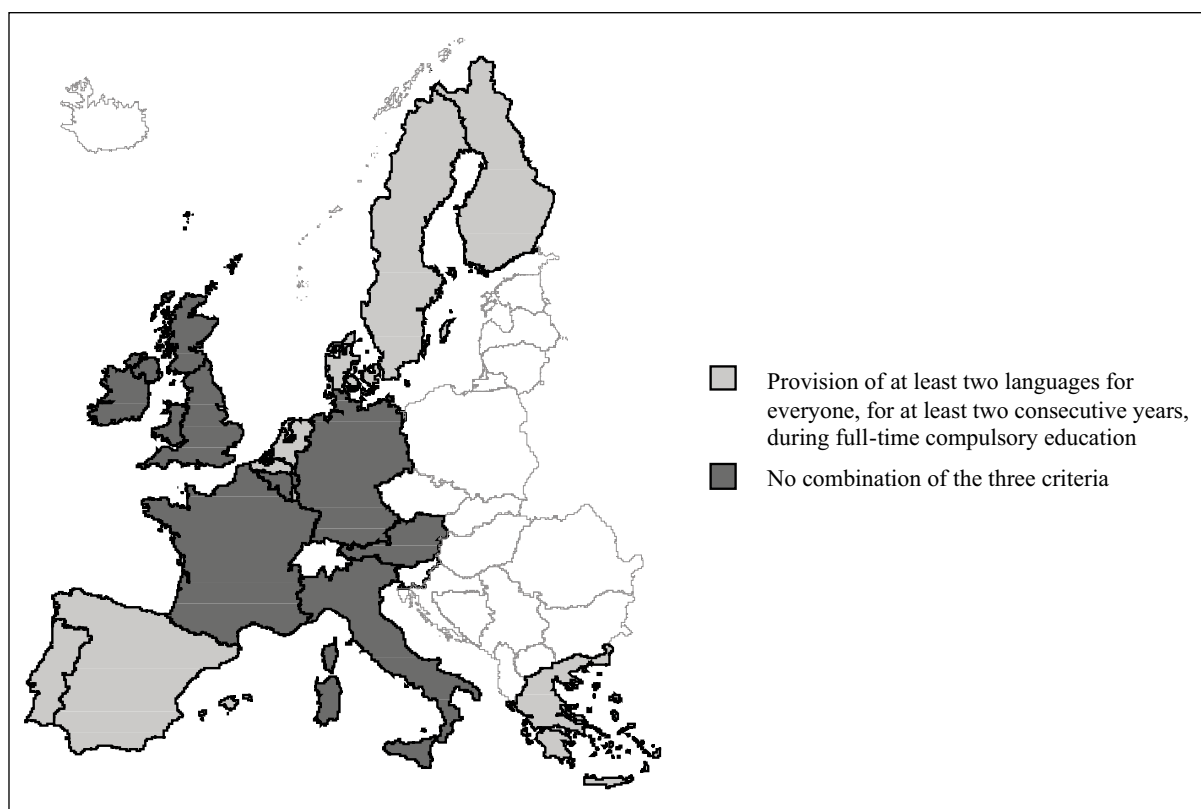 Provision of at least two languages for
everyone, for at least two consecutive years,
during full-time compulsory education
No combination of the three criteria